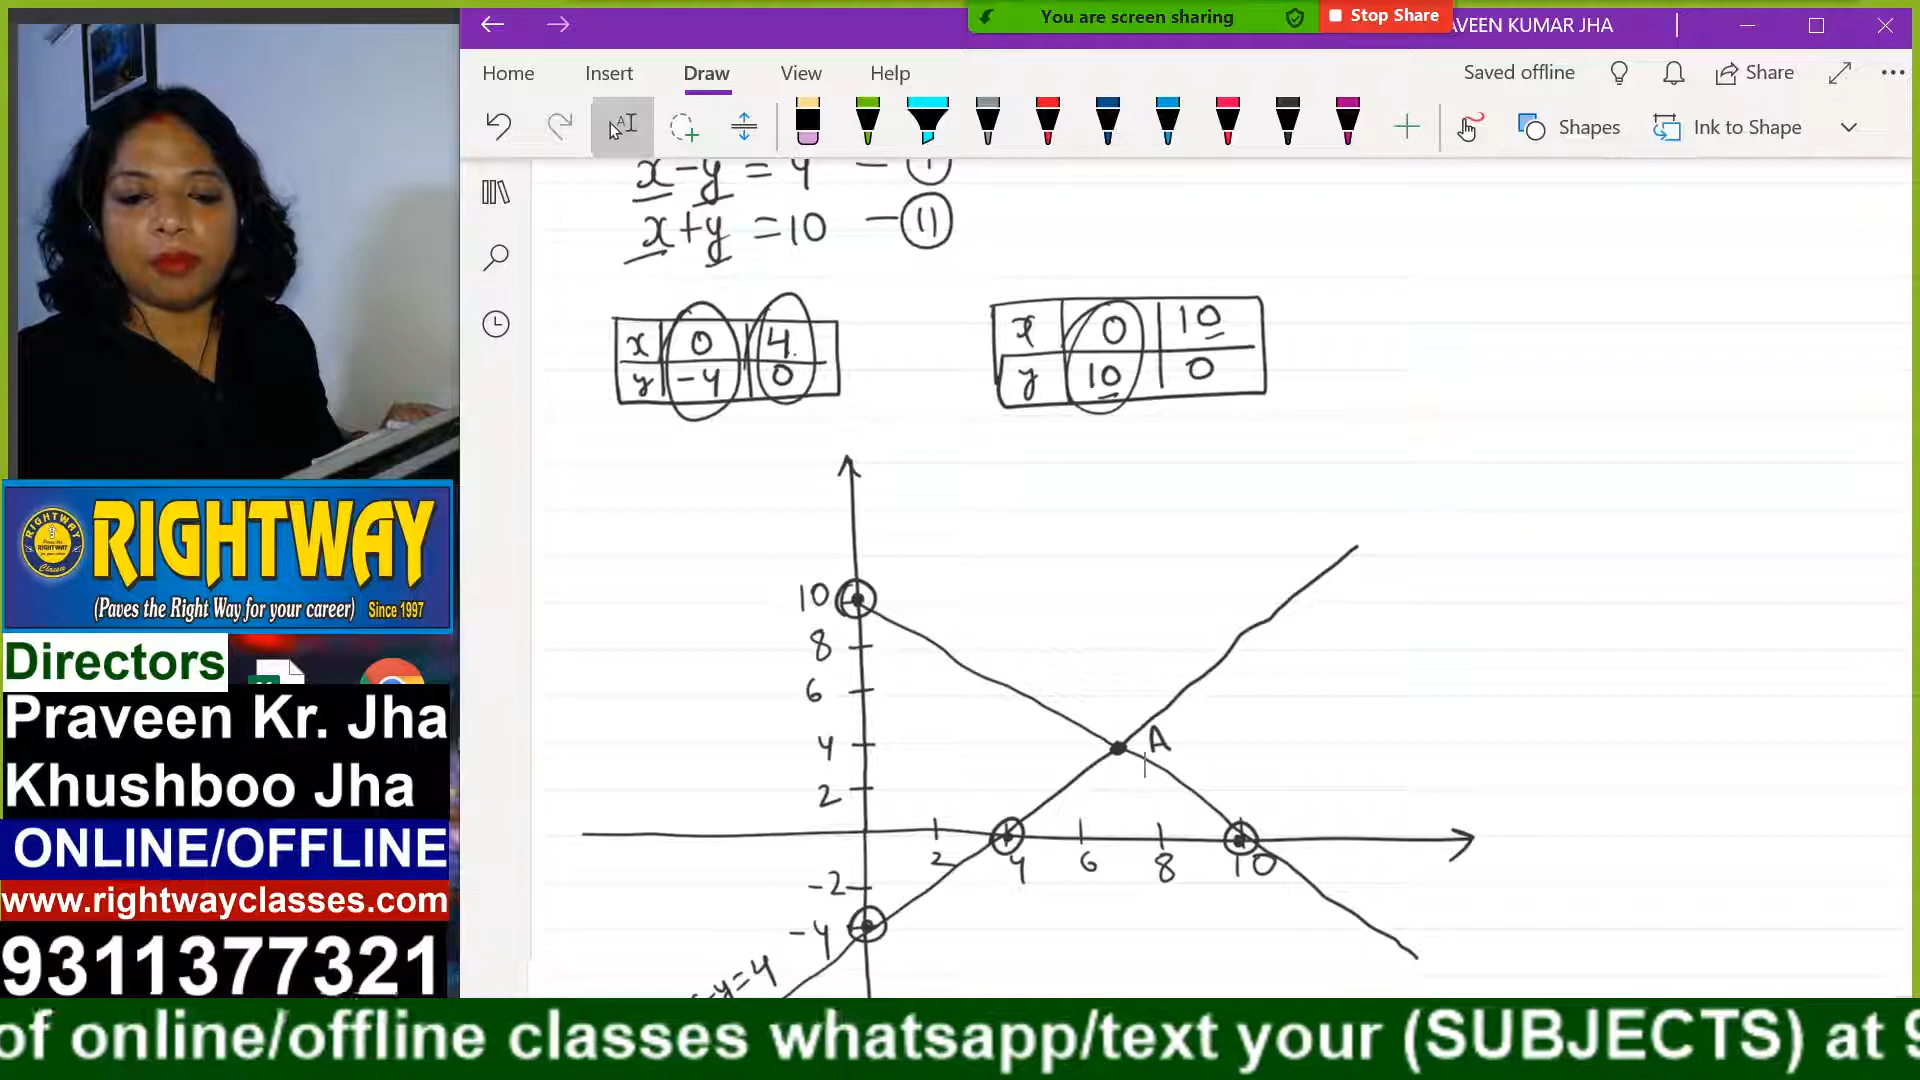 You are screen sharing
Stop Share
AVEEN KUMAR JHA
Home Insert Draw View Help
Saved offline
Share
Shapes
Ink to Shape
x-y = 4 - (I)
x+y = 10 - (II)
x 0 4
y -4 0
x 0 10
y 10 0
10
8
6
4
2
A
2 4 6 8 10
-2
-4
-y=4
RIGHTWAY
(Paves the Right Way for your career) Since 1997
Directors
Praveen Kr. Jha
Khushboo Jha
ONLINE/OFFLINE
www.rightwayclasses.com
9311377321
of online/offline classes whatsapp/text your (SUBJECTS) at 9